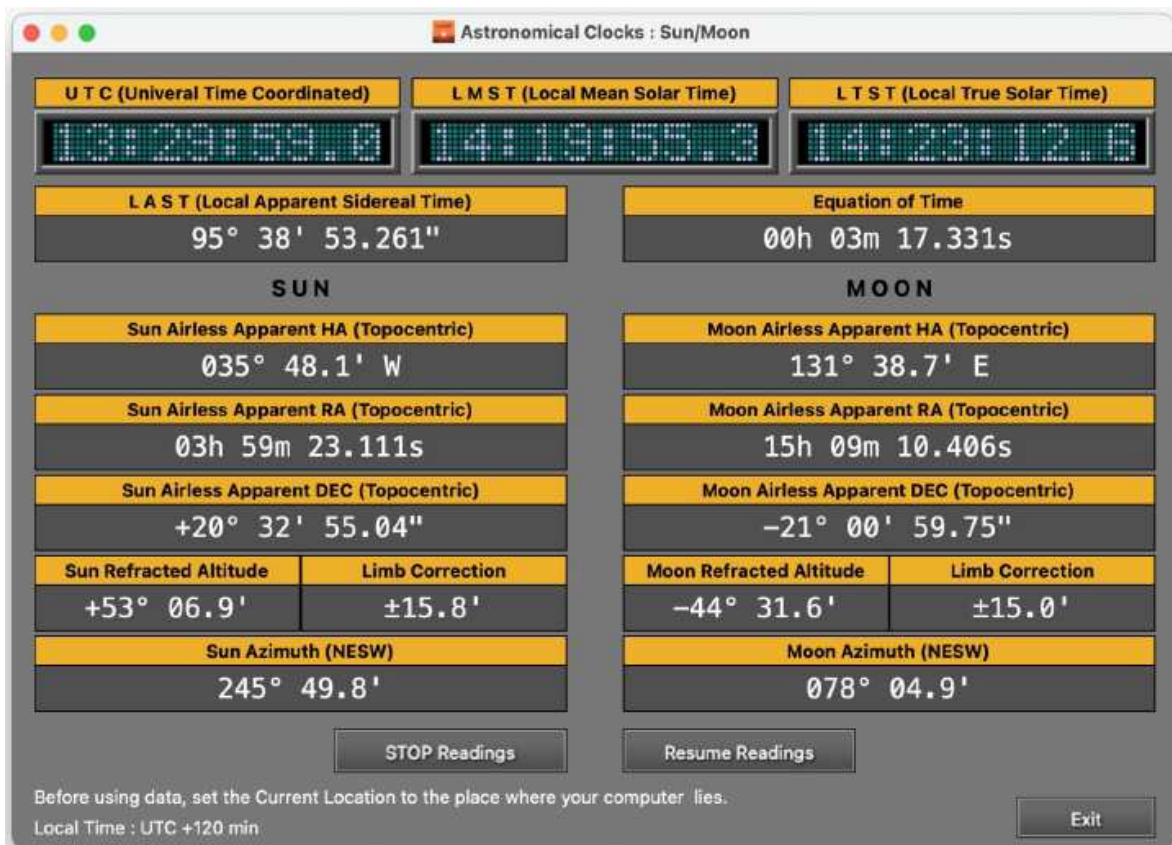 Astronomical Clocks : Sun/Moon
U T C (Univeral Time Coordinated) L M S T (Local Mean Solar Time) L T S T (Local True Solar Time)
13:29:59.0 14:19:55.3 14:23:12.6
L A S T (Local Apparent Sidereal Time) Equation of Time
95° 38' 53.261" 00h 03m 17.331s
S U N M O O N
Sun Airless Apparent HA (Topocentric) Moon Airless Apparent HA (Topocentric)
035° 48.1' W 131° 38.7' E
Sun Airless Apparent RA (Topocentric) Moon Airless Apparent RA (Topocentric)
03h 59m 23.111s 15h 09m 10.406s
Sun Airless Apparent DEC (Topocentric) Moon Airless Apparent DEC (Topocentric)
+20° 32' 55.04" −21° 00' 59.75"
Sun Refracted Altitude Limb Correction Moon Refracted Altitude Limb Correction
+53° 06.9' ±15.8' −44° 31.6' ±15.0'
Sun Azimuth (NESW) Moon Azimuth (NESW)
245° 49.8' 078° 04.9'
STOP Readings Resume Readings
Before using data, set the Current Location to the place where your computer lies.
Local Time : UTC +120 min Exit